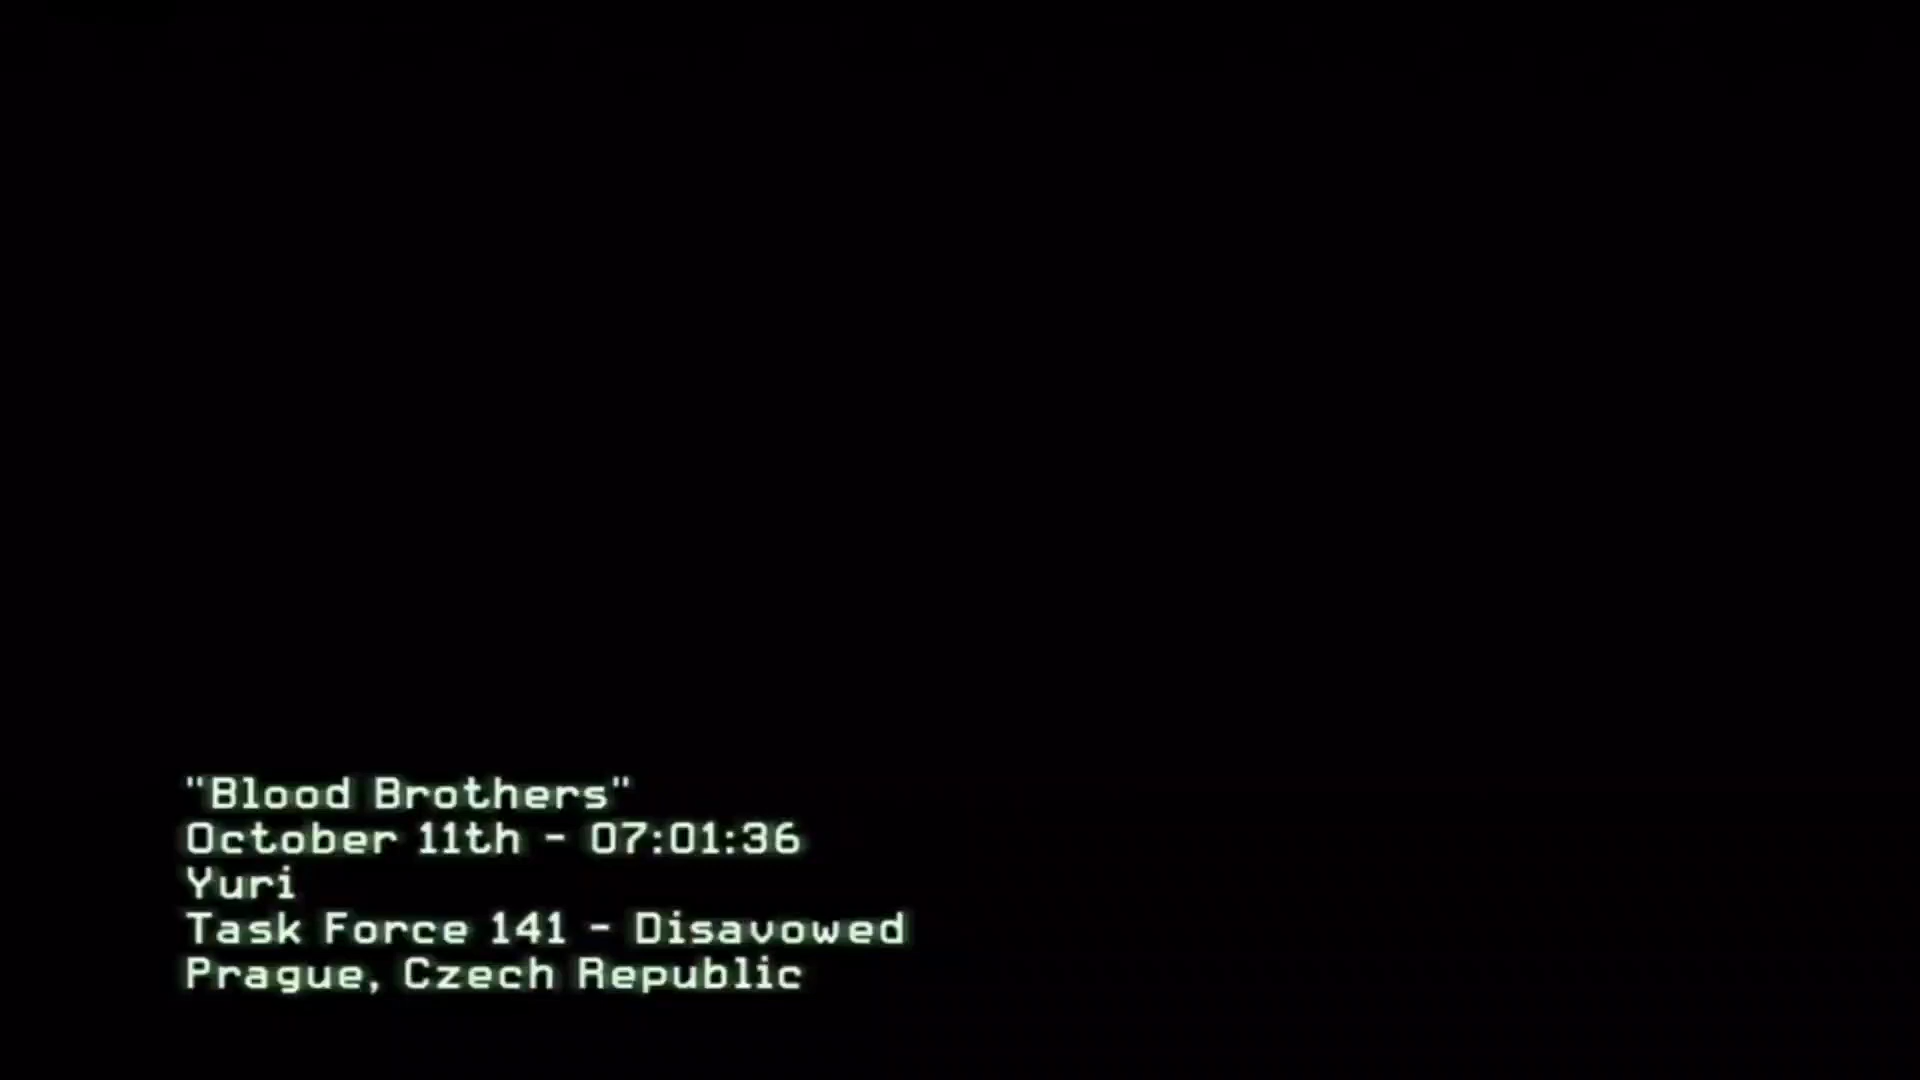 "Blood Brothers"
October 11th - 07:01:36
Yuri
Task Force 141 - Disavowed
Prague, Czech Republic